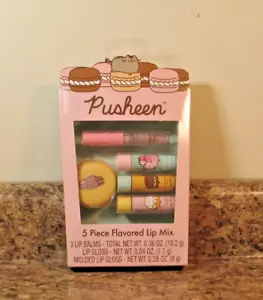 Pusheen™
5 Piece Flavored Lip Mix
3 LIP BALMS - TOTAL NET WT. 0.36 OZ. (10.2 g)
LIP GLOSS - NET WT. 0.04 OZ. (1.1 g)
MOLDED LIP GLOSS - NET WT. 0.28 OZ. (8 g)